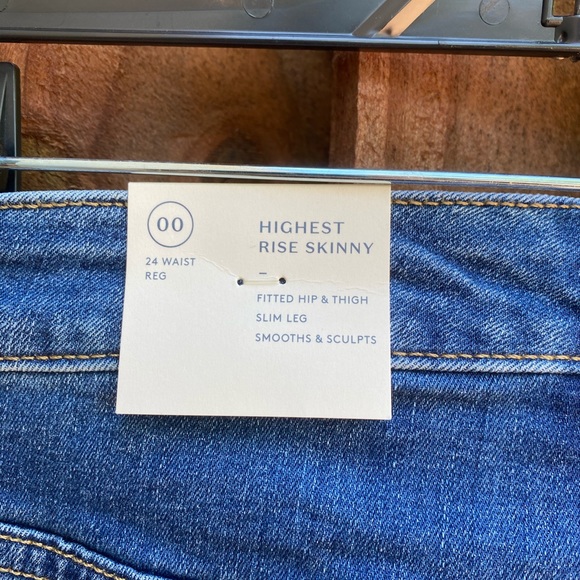 00
24 WAIST
REG
HIGHEST
RISE SKINNY
–
FITTED HIP & THIGH
SLIM LEG
SMOOTHS & SCULPTS